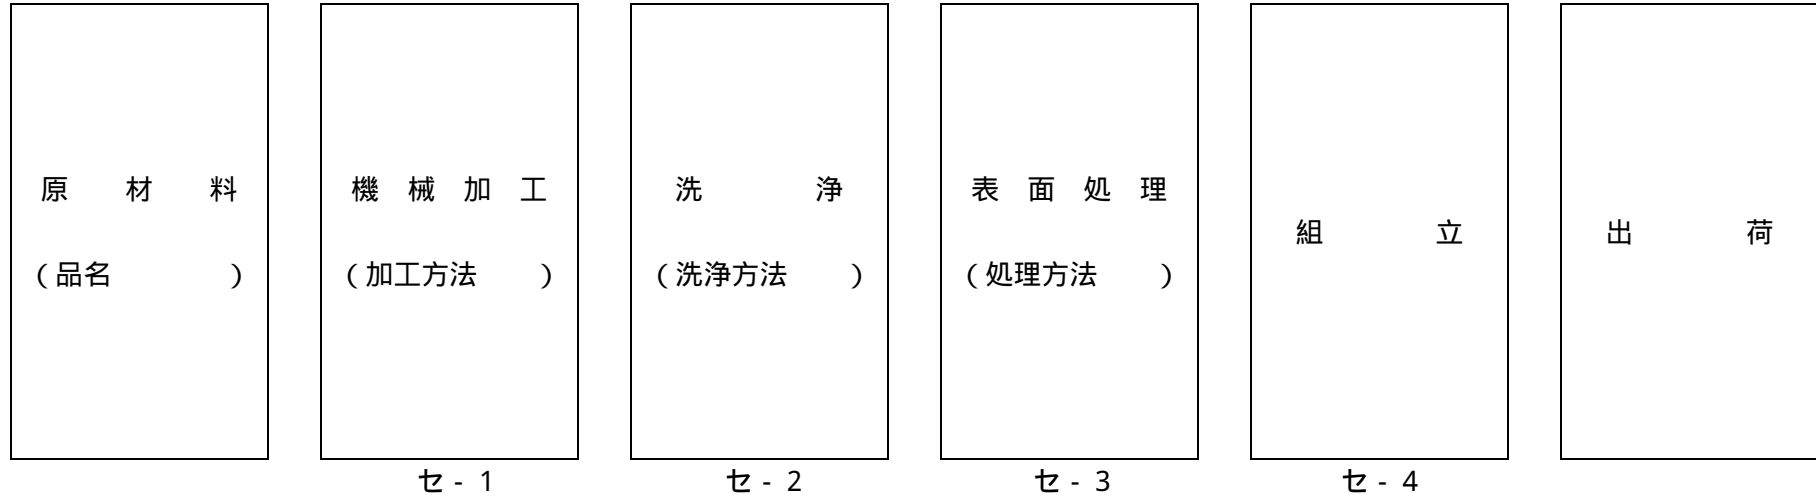 原　材　料
（品名　　　　）
機　械　加　工
（加工方法　　）
洗　　　　浄
（洗浄方法　　）
表　面　処　理
（処理方法　　）
組　　　　立
出　　　　荷
セ - 1
セ - 2
セ - 3
セ - 4